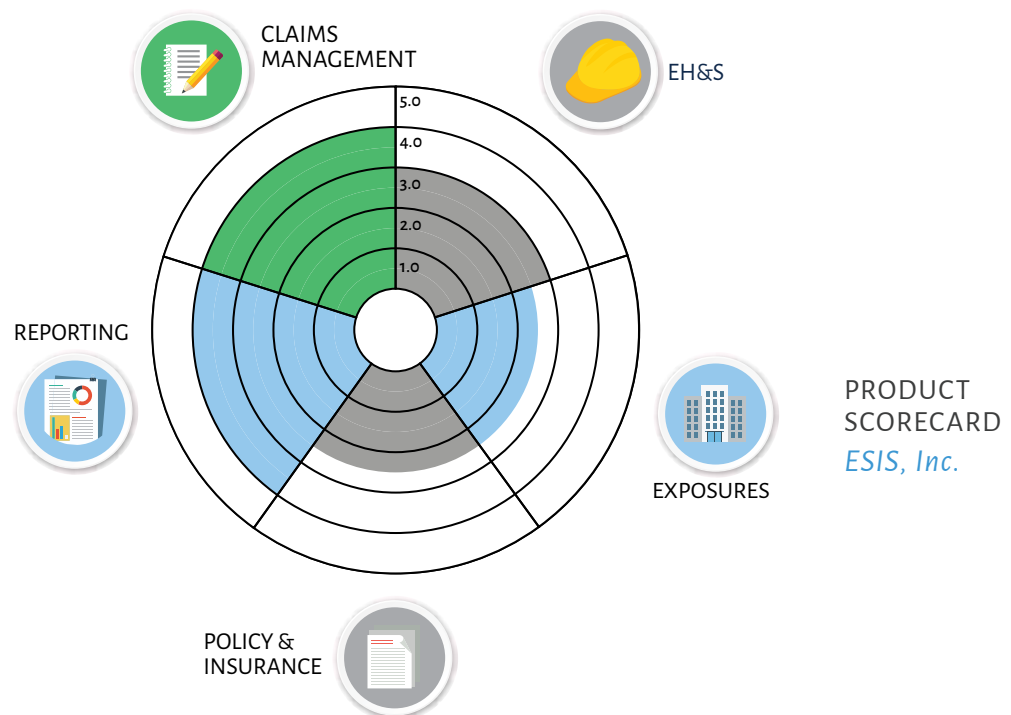 CLAIMS
MANAGEMENT
EH&S
5.0
4.0
3.0
2.0
1.0
REPORTING
EXPOSURES
PRODUCT
SCORECARD
ESIS, Inc.
POLICY &
INSURANCE